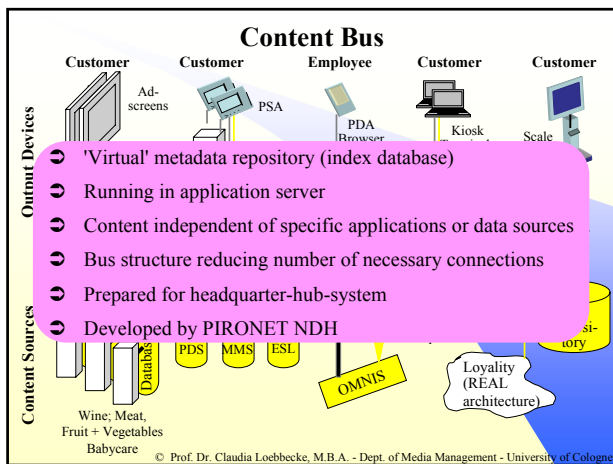 Content Bus
Customer Customer Employee Customer Customer
Ad-
screens
PSA
PDA
Browser
Kiosk
Scale
Output Devices
'Virtual' metadata repository (index database)
Running in application server
Content independent of specific applications or data sources
Bus structure reducing number of necessary connections
Prepared for headquarter-hub-system
Developed by PIRONET NDH
Content Sources
PDS
MMS
ESL
OMNIS
Loyality
(REAL
architecture)
tory
Wine; Meat,
Fruit + Vegetables
Babycare
© Prof. Dr. Claudia Loebbecke, M.B.A. - Dept. of Media Management - University of Cologne